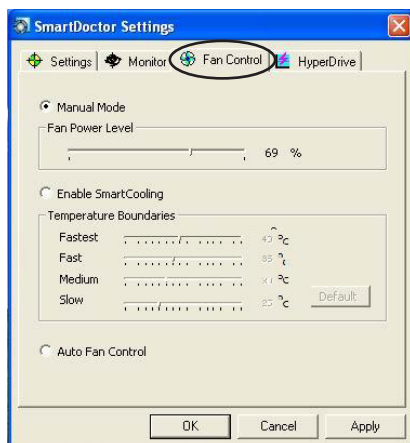 SmartDoctor Settings
Settings Monitor Fan Control HyperDrive
Manual Mode
Fan Power Level
69 %
Enable SmartCooling
Temperature Boundaries
Fastest °C
Fast
Medium °C
Slow °C
Default
Auto Fan Control
OK Cancel Apply